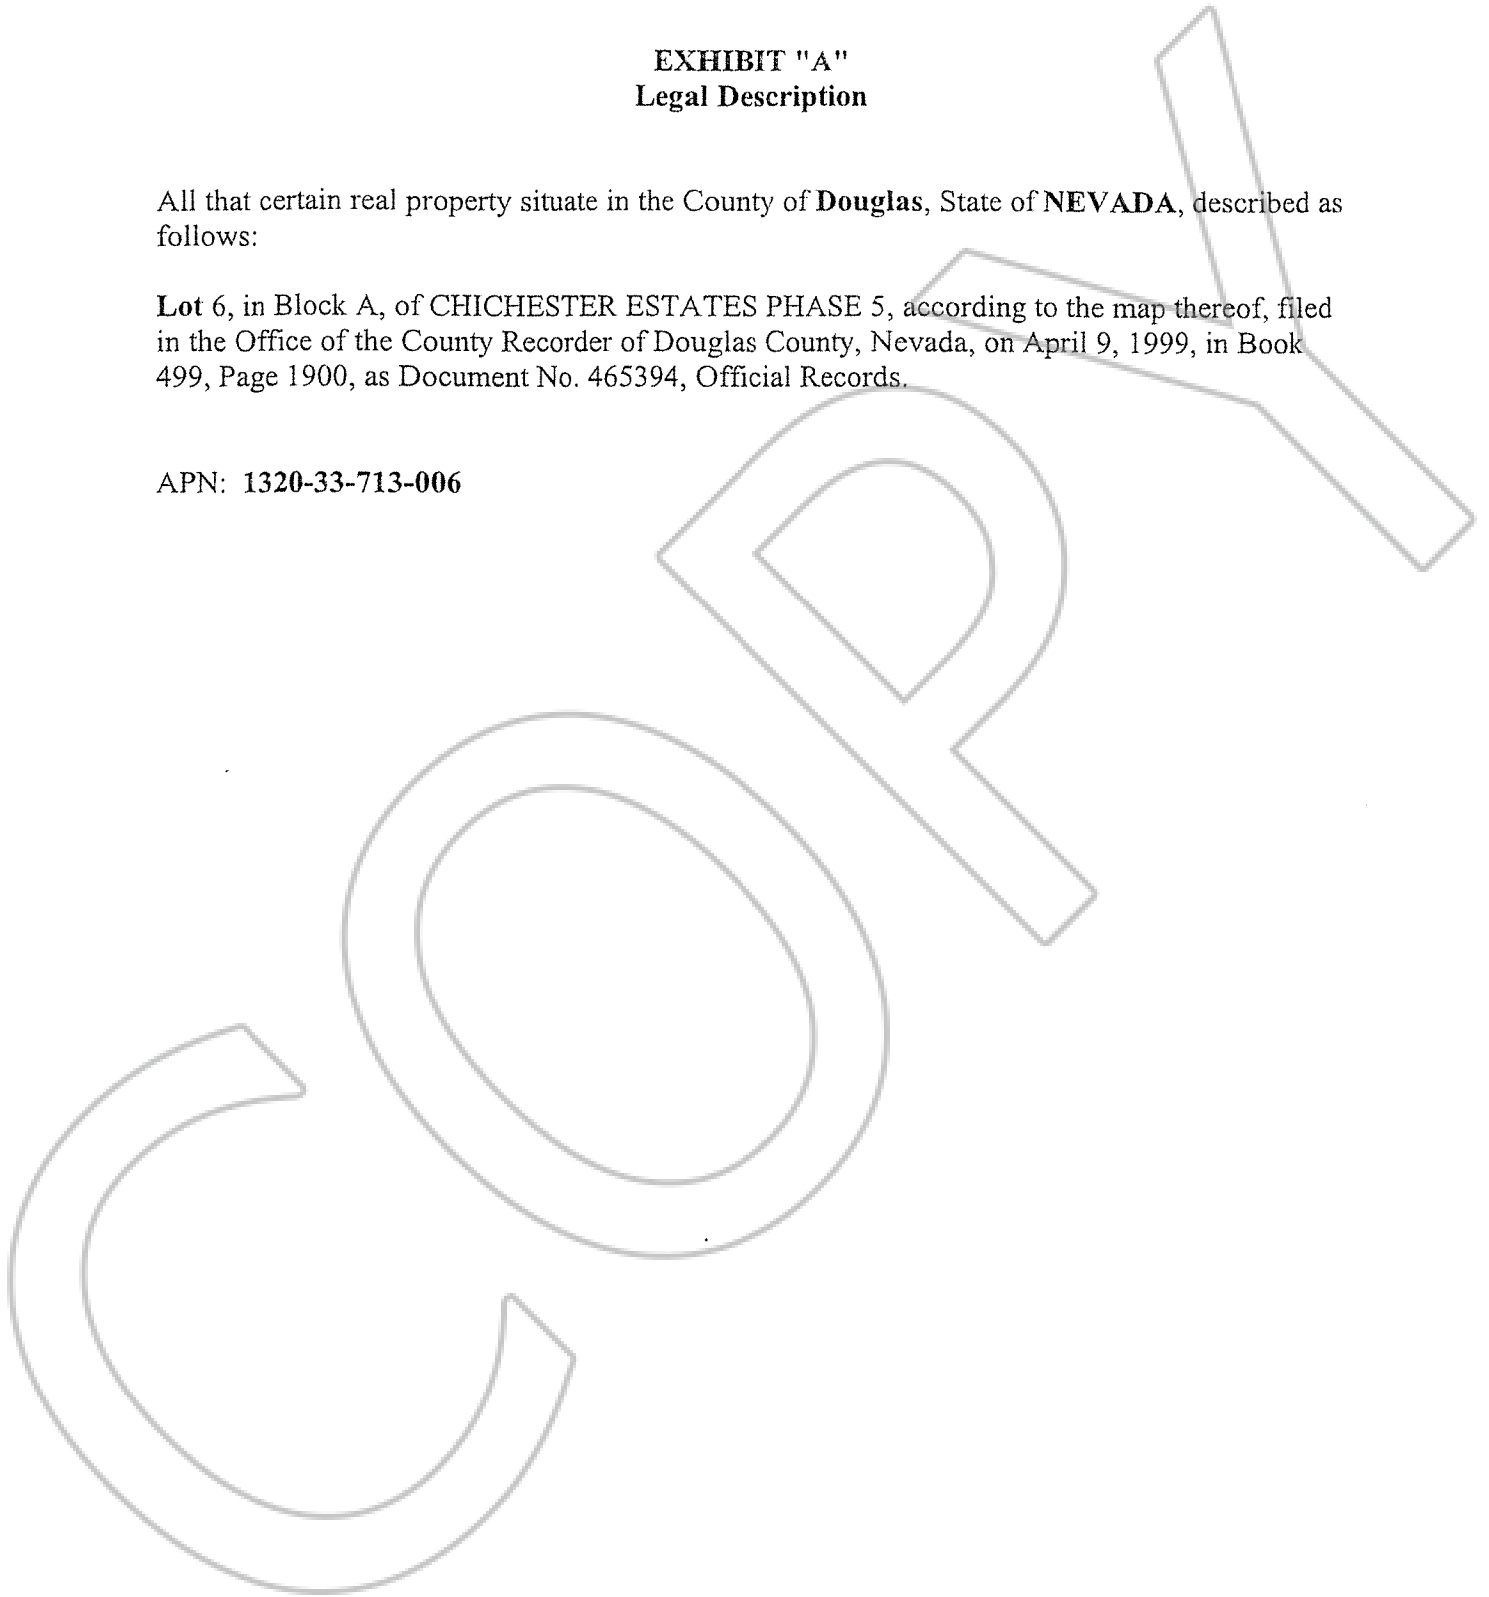 EXHIBIT "A"
Legal Description
All that certain real property situate in the County of Douglas, State of NEVADA, described as
follows:
Lot 6, in Block A, of CHICHESTER ESTATES PHASE 5, according to the map thereof, filed
in the Office of the County Recorder of Douglas County, Nevada, on April 9, 1999, in Book
499, Page 1900, as Document No. 465394, Official Records.
APN: 1320-33-713-006
COPY